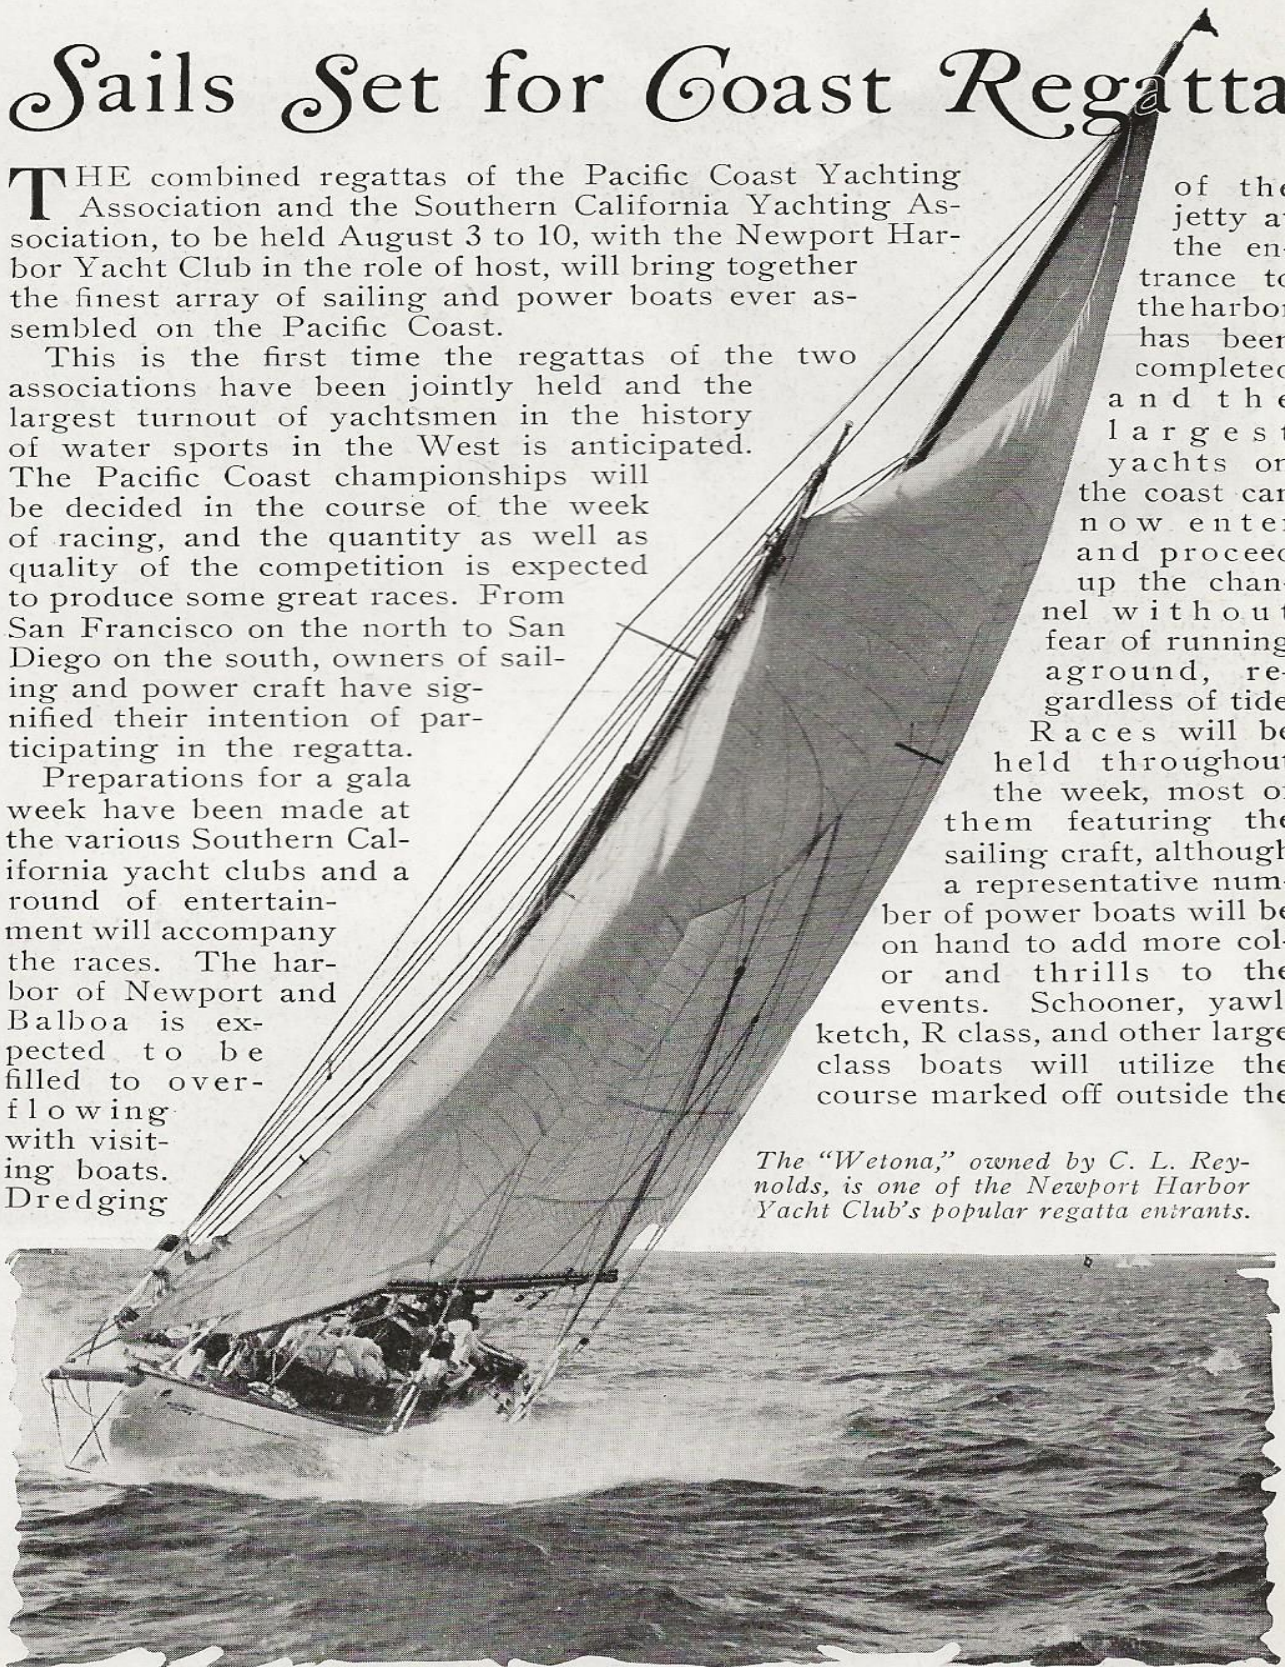 Sails Set for Coast Regatta
THE combined regattas of the Pacific Coast Yachting
Association and the Southern California Yachting As-
sociation, to be held August 3 to 10, with the Newport Har-
bor Yacht Club in the role of host, will bring together
the finest array of sailing and power boats ever as-
sembled on the Pacific Coast.
This is the first time the regattas of the two
associations have been jointly held and the
largest turnout of yachtsmen in the history
of water sports in the West is anticipated.
The Pacific Coast championships will
be decided in the course of the week
of racing, and the quantity as well as
quality of the competition is expected
to produce some great races. From
San Francisco on the north to San
Diego on the south, owners of sail-
ing and power craft have sig-
nified their intention of par-
ticipating in the regatta.
Preparations for a gala
week have been made at
the various Southern Cal-
ifornia yacht clubs and a
round of entertain-
ment will accompany
the races. The har-
bor of Newport and
Balboa is ex-
pected to be
filled to over-
flowing
with visit-
ing boats.
Dredging
of the
jetty at
the en-
trance to
the harbor
has been
completed
and the
largest
yachts on
the coast can
now enter
and proceed
up the chan-
nel without
fear of running
aground, re-
gardless of tide
Races will be
held throughout
the week, most of
them featuring the
sailing craft, although
a representative num-
ber of power boats will be
on hand to add more col-
or and thrills to the
events. Schooner, yawl
ketch, R class, and other large
class boats will utilize the
course marked off outside the
The “Wetona,” owned by C. L. Rey-
nolds, is one of the Newport Harbor
Yacht Club's popular regatta entrants.